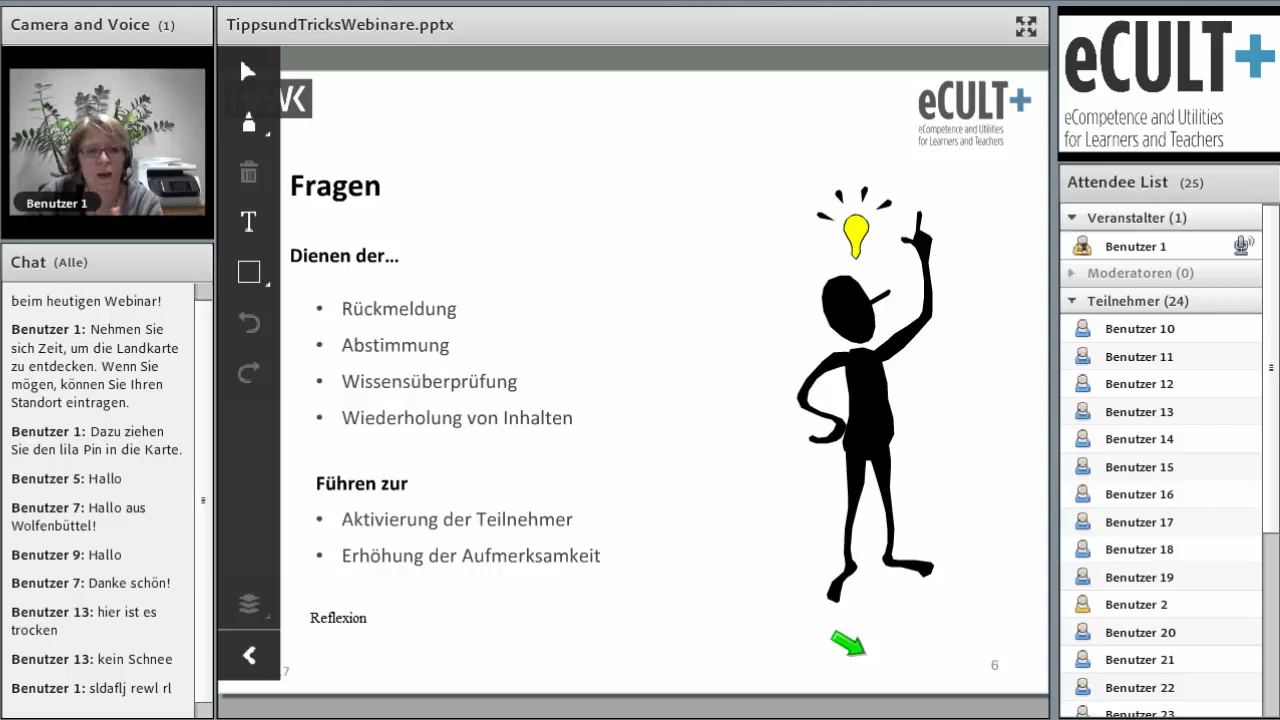 Camera and Voice (1)
Benutzer 1
Chat (Alle)
beim heutigen Webinar!
Benutzer 1: Nehmen Sie
sich Zeit, um die Landkarte
zu entdecken. Wenn Sie
mögen, können Sie Ihren
Standort eintragen.
Benutzer 1: Dazu ziehen
Sie den lila Pin in die Karte.
Benutzer 5: Hallo
Benutzer 7: Hallo aus
Wolfenbüttel!
Benutzer 9: Hallo
Benutzer 7: Danke schön!
Benutzer 13: hier ist es
trocken
Benutzer 13: kein Schnee
Benutzer 1: sldaflj rewl rl
TippsundTricksWebinare.pptx
T
eCULT+
eCompetence and Utilities
for Learners and Teachers
Fragen
Dienen der...
• Rückmeldung
• Abstimmung
• Wissensüberprüfung
• Wiederholung von Inhalten
Führen zur
• Aktivierung der Teilnehmer
• Erhöhung der Aufmerksamkeit
Reflexion
6
eCULT+
eCompetence and Utilities
for Learners and Teachers
Attendee List (25)
Veranstalter (1)
Benutzer 1
Moderatoren (0)
Teilnehmer (24)
Benutzer 10
Benutzer 11
Benutzer 12
Benutzer 13
Benutzer 14
Benutzer 15
Benutzer 16
Benutzer 17
Benutzer 18
Benutzer 19
Benutzer 2
Benutzer 20
Benutzer 21
Benutzer 22
Benutzer 23